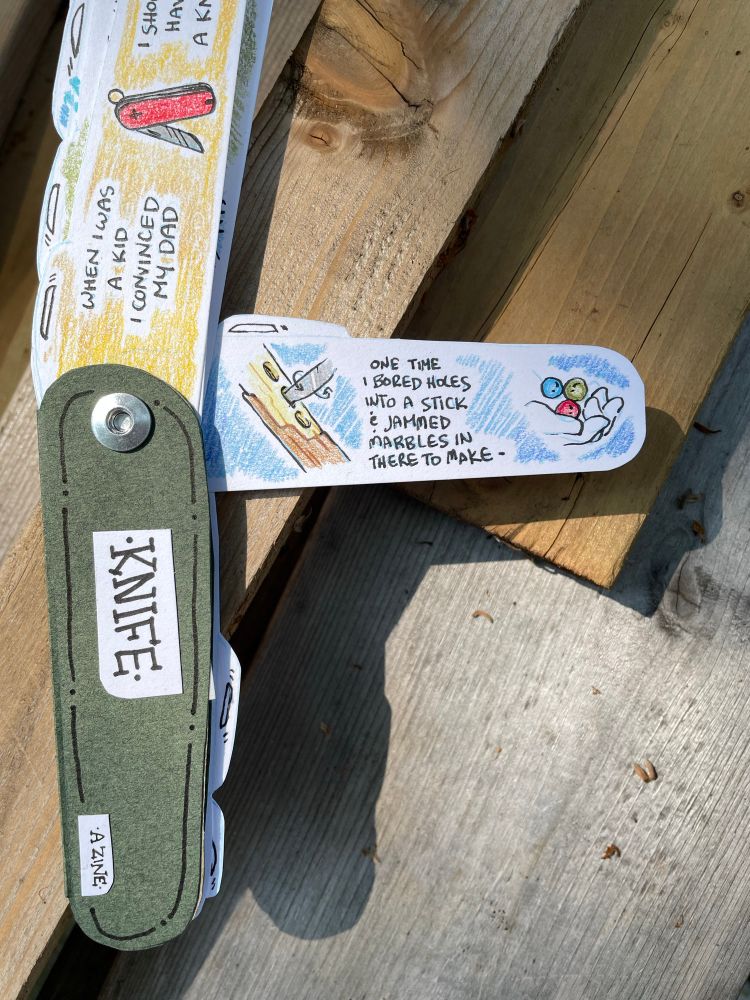 WHEN I WAS
A KID
I CONVINCED
MY DAD
I SHO
HAV
A KN
ONE TIME
I BORED HOLES
INTO A STICK
& JAMMED
MARBLES IN
THERE TO MAKE -
·KNIFE·
·A ZINE·